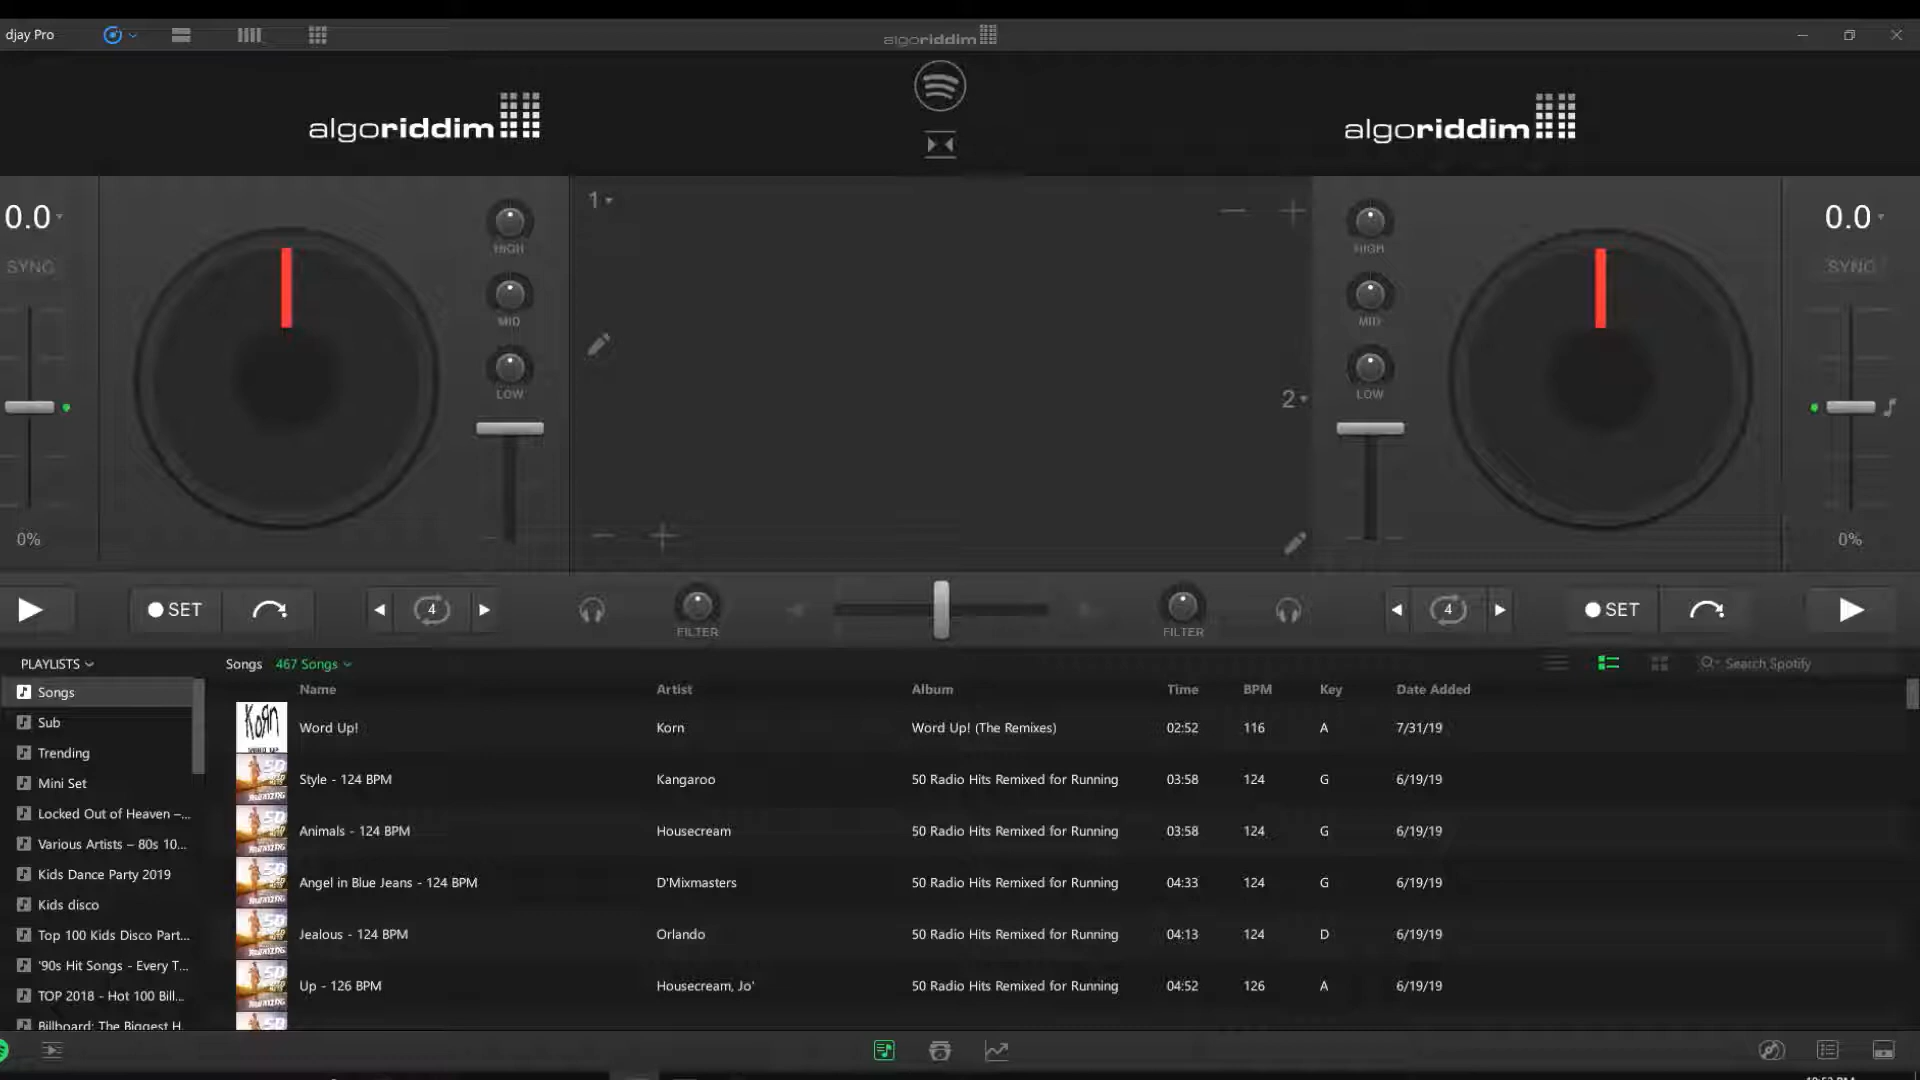 djay Pro
algoriddim
algoriddim
algoriddim
0.0
0.0
SYNC
SYNC
1
2
HIGH
MID
LOW
HIGH
MID
LOW
0%
0%
SET
4
FILTER
FILTER
4
SET
PLAYLISTS
Songs
Sub
Trending
Mini Set
Locked Out of Heaven –...
Various Artists – 80s 10...
Kids Dance Party 2019
Kids disco
Top 100 Kids Disco Part...
'90s Hit Songs - Every T...
TOP 2018 - Hot 100 Bill...
Billboard: The Biggest H
Songs 467 Songs
Search Spotify
Name Artist Album Time BPM Key Date Added
Word Up! Korn Word Up! (The Remixes) 02:52 116 A 7/31/19
Style - 124 BPM Kangaroo 50 Radio Hits Remixed for Running 03:58 124 G 6/19/19
Animals - 124 BPM Housecream 50 Radio Hits Remixed for Running 03:58 124 G 6/19/19
Angel in Blue Jeans - 124 BPM D'Mixmasters 50 Radio Hits Remixed for Running 04:33 124 G 6/19/19
Jealous - 124 BPM Orlando 50 Radio Hits Remixed for Running 04:13 124 D 6/19/19
Up - 126 BPM Housecream, Jo' 50 Radio Hits Remixed for Running 04:52 126 A 6/19/19